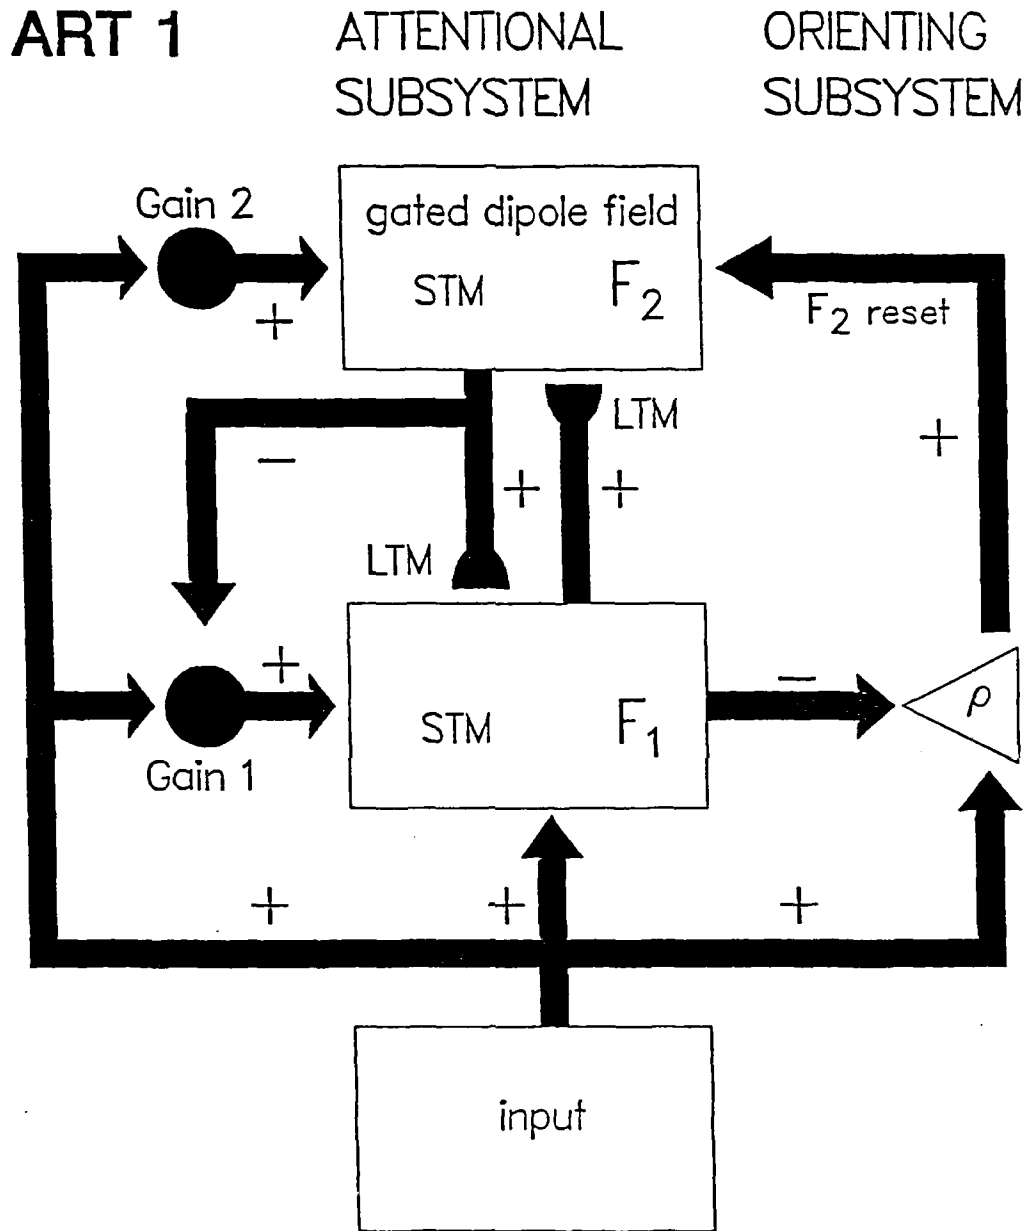 ART 1
ATTENTIONAL
SUBSYSTEM
ORIENTING
SUBSYSTEM
Gain 2
+
gated dipole field
STM
F₂
F₂ reset
+
−
+
LTM
+
LTM
+
Gain 1
STM
F₁
−
ρ
+
+
+
input